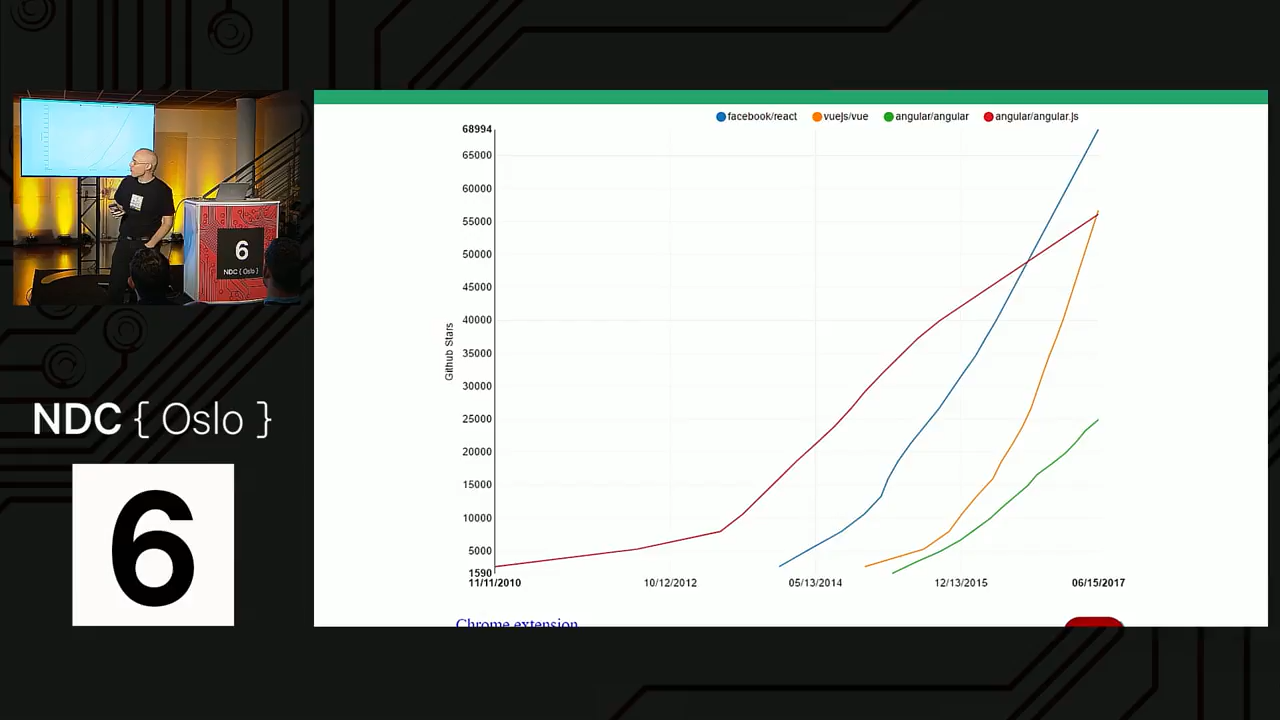 facebook/react
vuejs/vue
angular/angular
angular/angular.js
68994
65000
60000
55000
50000
45000
40000
35000
30000
25000
20000
15000
10000
5000
1590
Github Stars
11/11/2010
10/12/2012
05/13/2014
12/13/2015
06/15/2017
Chrome extension
6
NDC { Oslo }
NDC { Oslo }
6